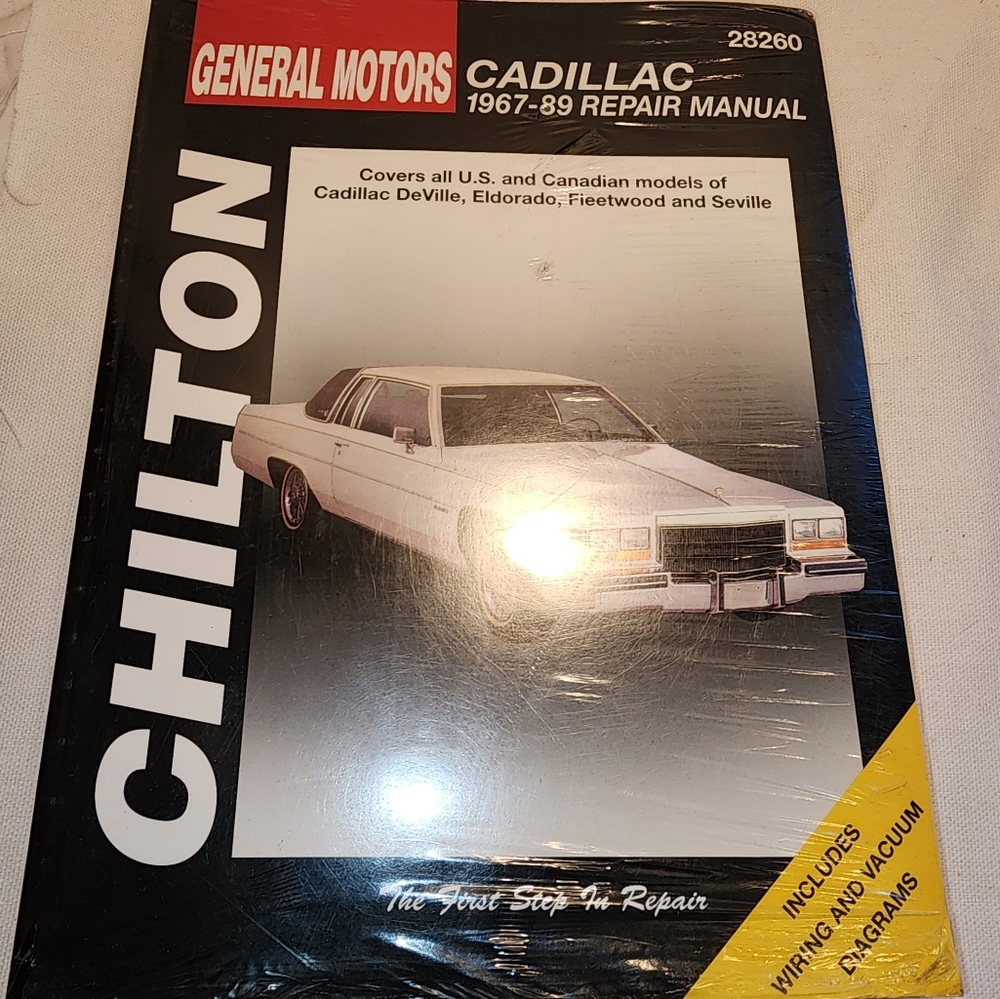 GENERAL MOTORS
28260
CADILLAC
1967-89 REPAIR MANUAL
CHILTON
Covers all U.S. and Canadian models of
Cadillac DeVille, Eldorado, Fleetwood and Seville
The First Step In Repair
INCLUDES
WIRING AND VACUUM
DIAGRAMS